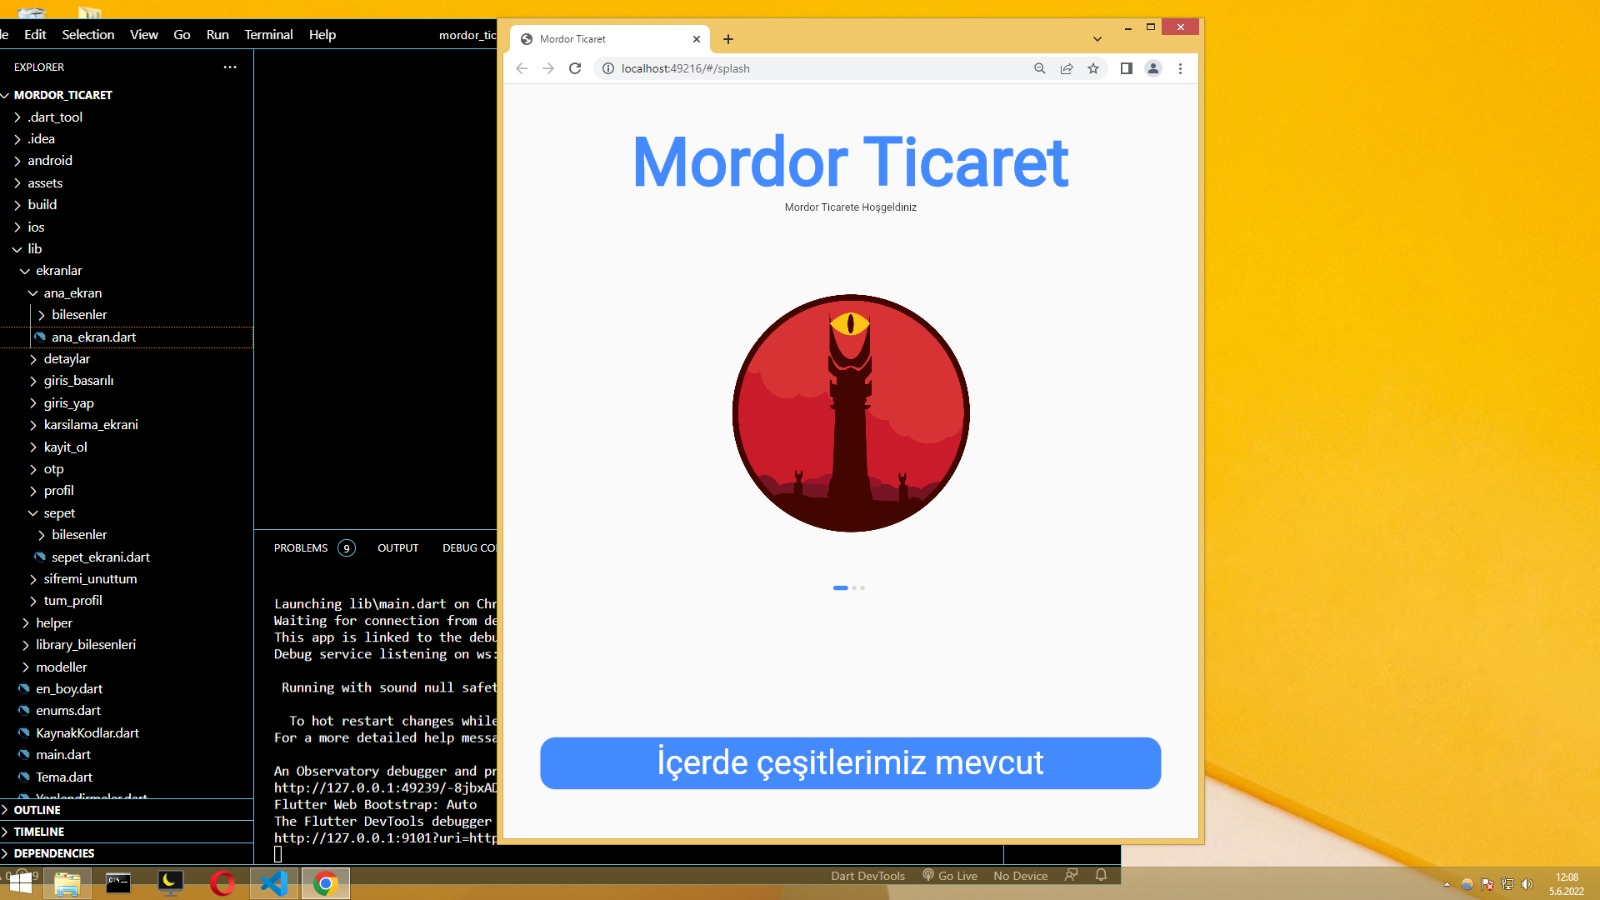 Edit Selection View Go Run Terminal Help
mordor_tic
EXPLORER
MORDOR_TICARET
.dart_tool
.idea
android
assets
build
ios
lib
ekranlar
ana_ekran
bilesenler
ana_ekran.dart
detaylar
giris_basarılı
giris_yap
karsilama_ekrani
kayit_ol
otp
profil
sepet
bilesenler
sepet_ekrani.dart
sifremi_unuttum
tum_profil
helper
library_bilesenleri
modeller
en_boy.dart
enums.dart
KaynakKodlar.dart
main.dart
Tema.dart
OUTLINE
TIMELINE
DEPENDENCIES
PROBLEMS 9 OUTPUT DEBUG CO
Launching lib\main.dart on Chr
Waiting for connection from de
This app is linked to the debu
Debug service listening on ws:
Running with sound null safet
To hot restart changes while
For a more detailed help messa
An Observatory debugger and pr
http://127.0.0.1:49239/-8jbxAD
Flutter Web Bootstrap: Auto
The Flutter DevTools debugger
http://127.0.0.1:9101?uri=http
Mordor Ticaret
localhost:49216/#/splash
Mordor Ticaret
Mordor Ticarete Hoşgeldiniz
İçerde çeşitlerimiz mevcut
Dart DevTools Go Live No Device
12:08
5.6.2022